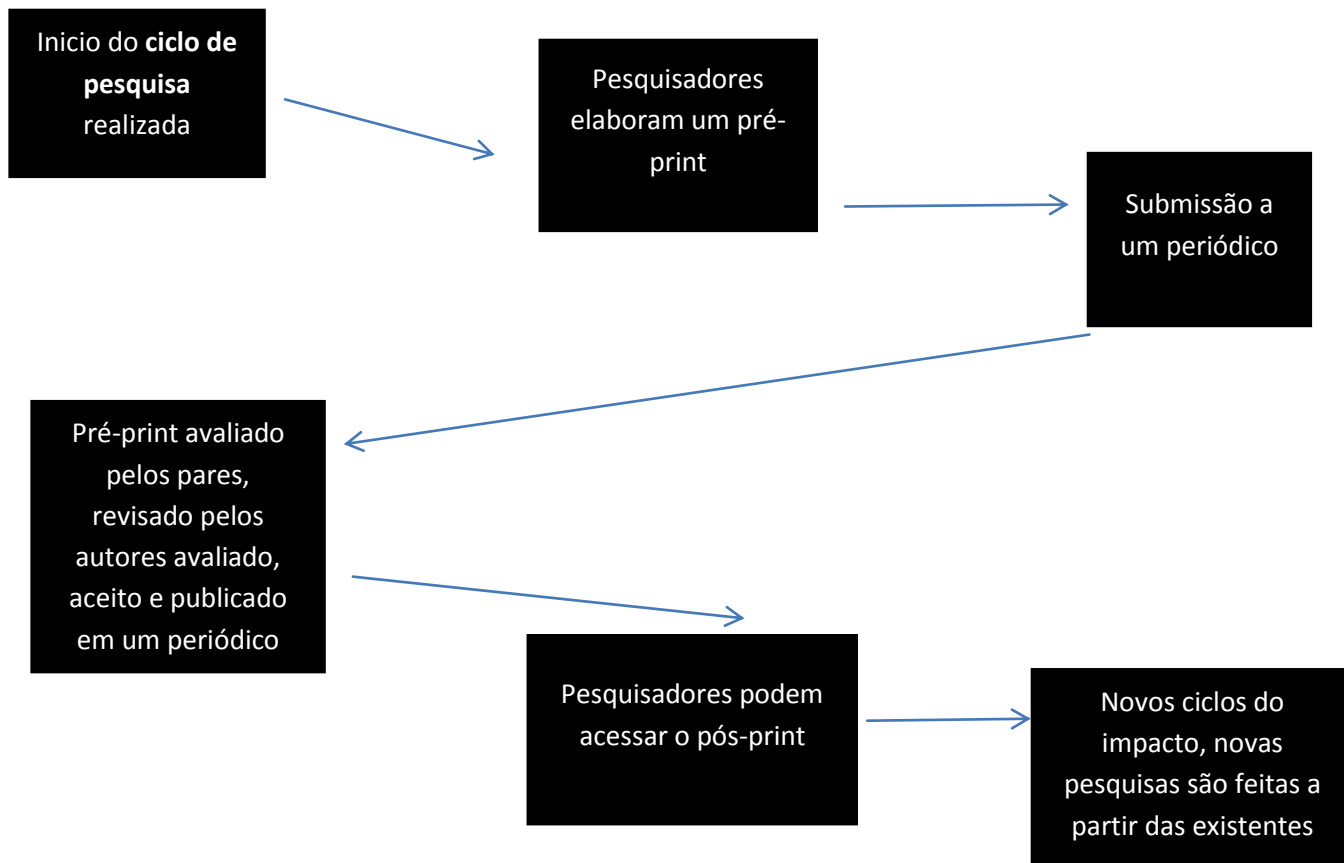 Inicio do ciclo de
pesquisa
realizada
Pesquisadores
elaboram um pré-
print
Submissão a
um periódico
Pré-print avaliado
pelos pares,
revisado pelos
autores avaliado,
aceito e publicado
em um periódico
Pesquisadores podem
acessar o pós-print
Novos ciclos do
impacto, novas
pesquisas são feitas a
partir das existentes